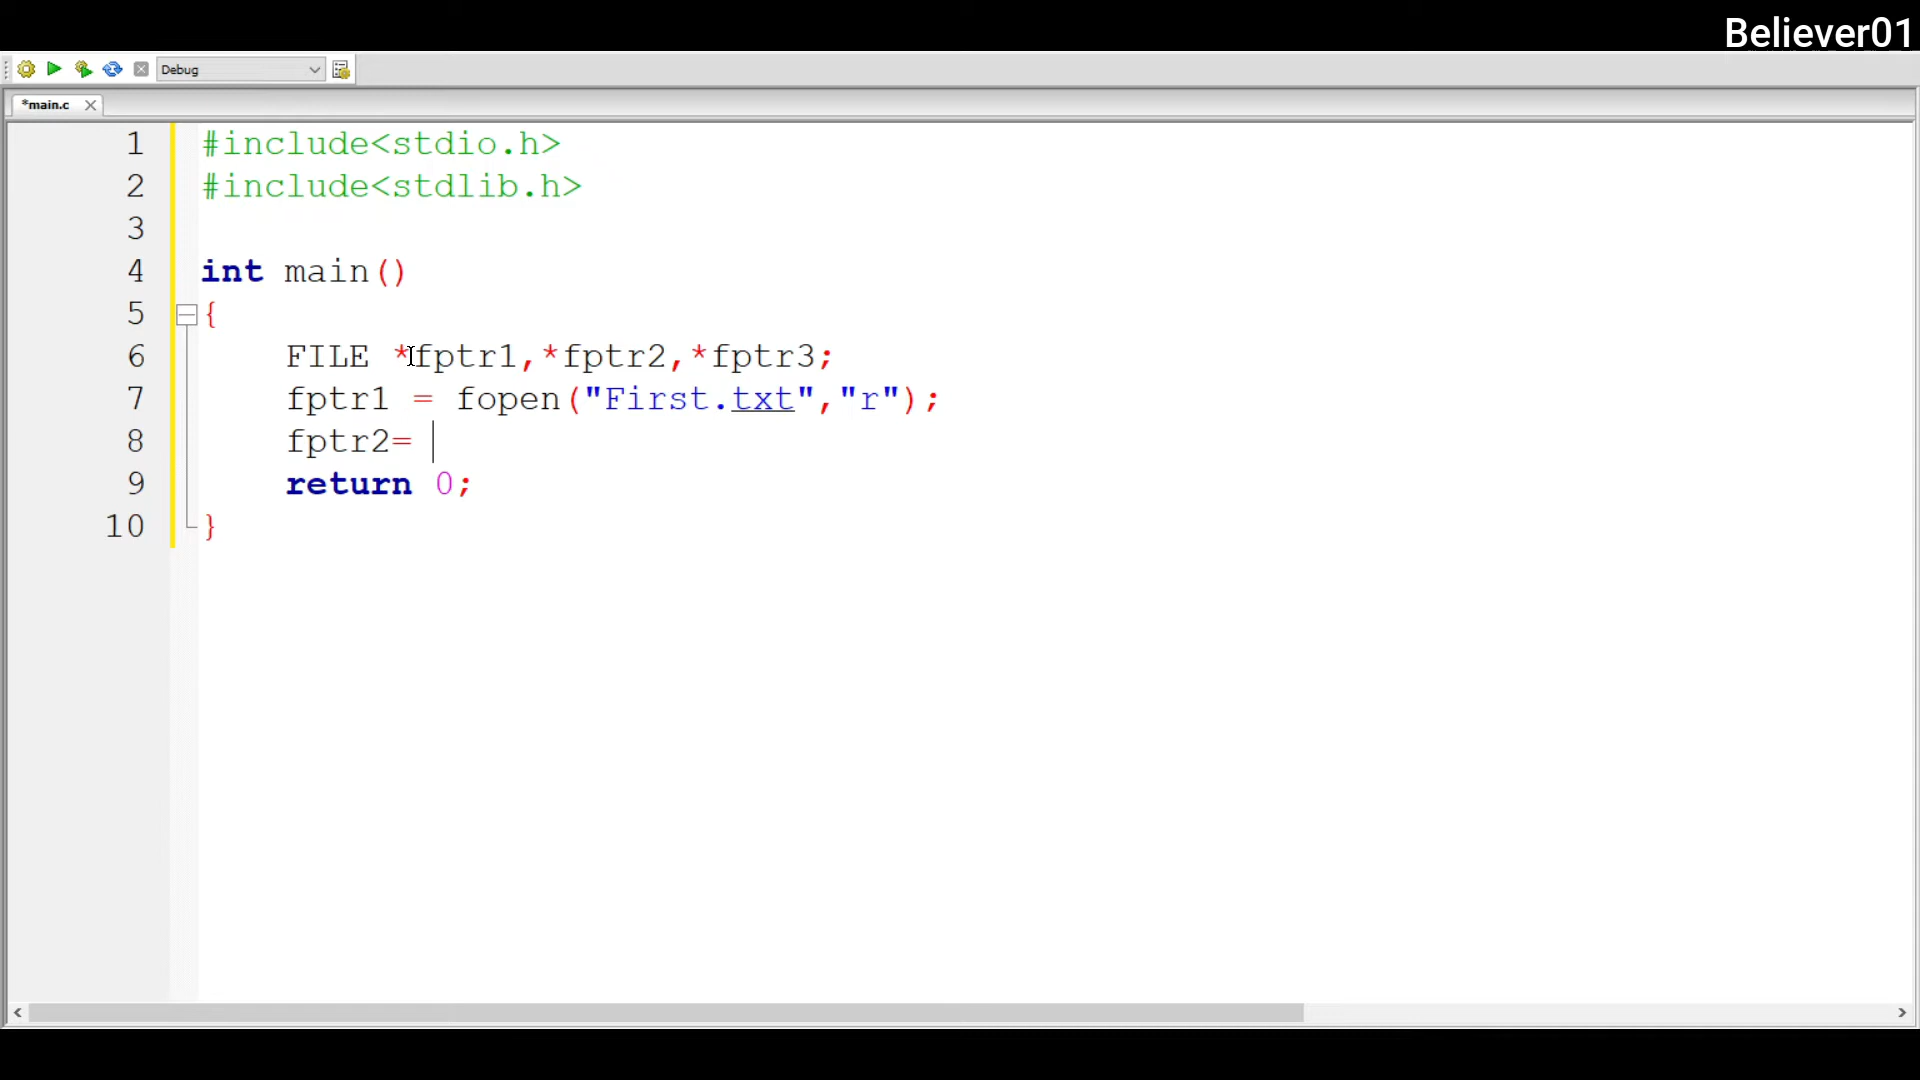 Believer01
Debug
*main.c
1 #include<stdio.h>
2 #include<stdlib.h>
3
4 int main()
5 {
6 FILE *fptr1,*fptr2,*fptr3;
7 fptr1 = fopen("First.txt","r");
8 fptr2=
9 return 0;
10 }